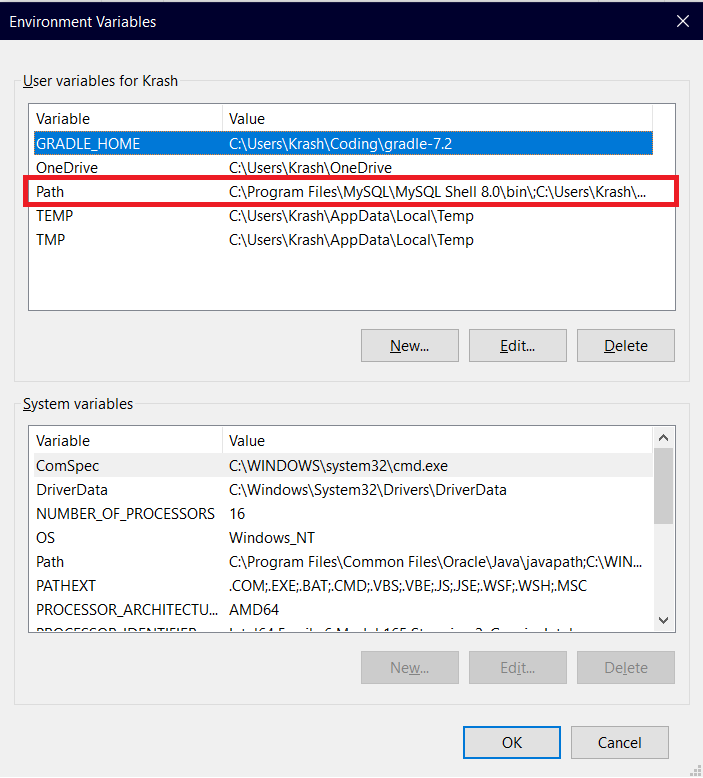 Environment Variables
User variables for Krash
Variable Value
GRADLE_HOME C:\Users\Krash\Coding\gradle-7.2
OneDrive C:\Users\Krash\OneDrive
Path C:\Program Files\MySQL\MySQL Shell 8.0\bin\;C:\Users\Krash\...
TEMP C:\Users\Krash\AppData\Local\Temp
TMP C:\Users\Krash\AppData\Local\Temp
New... Edit... Delete
System variables
Variable Value
ComSpec C:\WINDOWS\system32\cmd.exe
DriverData C:\Windows\System32\Drivers\DriverData
NUMBER_OF_PROCESSORS 16
OS Windows_NT
Path C:\Program Files\Common Files\Oracle\Java\javapath;C:\WIN...
PATHEXT .COM;.EXE;.BAT;.CMD;.VBS;.VBE;.JS;.JSE;.WSF;.WSH;.MSC
PROCESSOR_ARCHITECTU... AMD64
New... Edit... Delete
OK Cancel